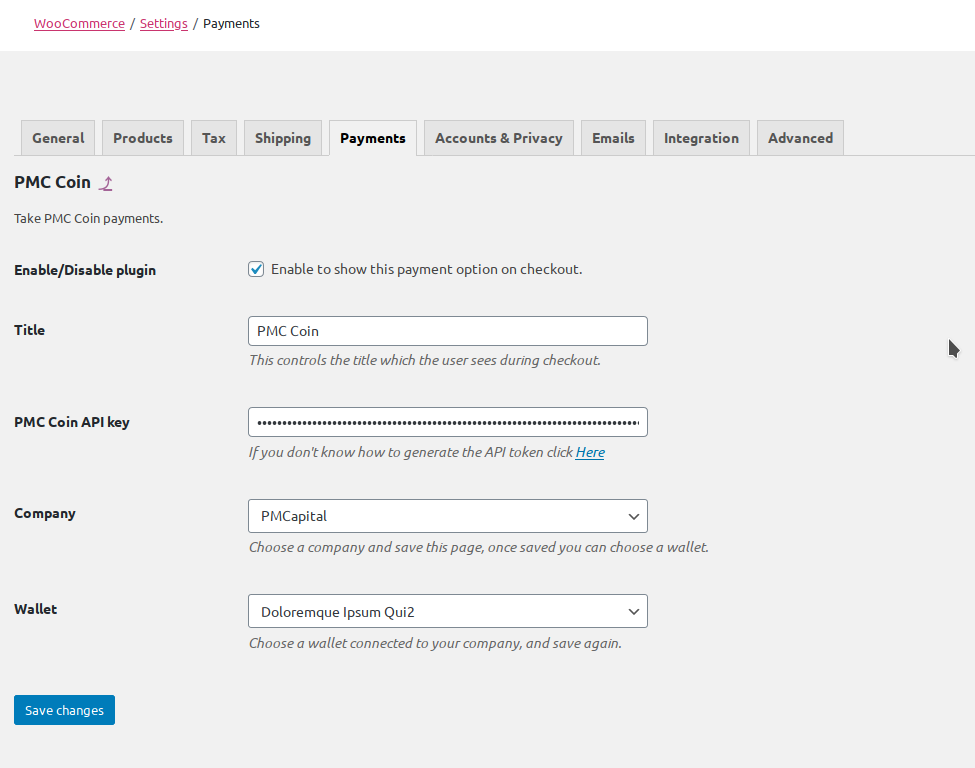 WooCommerce / Settings / Payments
General Products Tax Shipping Payments Accounts & Privacy Emails Integration Advanced
PMC Coin
Take PMC Coin payments.
Enable/Disable plugin Enable to show this payment option on checkout.
Title PMC Coin
This controls the title which the user sees during checkout.
PMC Coin API key
If you don't know how to generate the API token click Here
Company PMCapital
Choose a company and save this page, once saved you can choose a wallet.
Wallet Doloremque Ipsum Qui2
Choose a wallet connected to your company, and save again.
Save changes